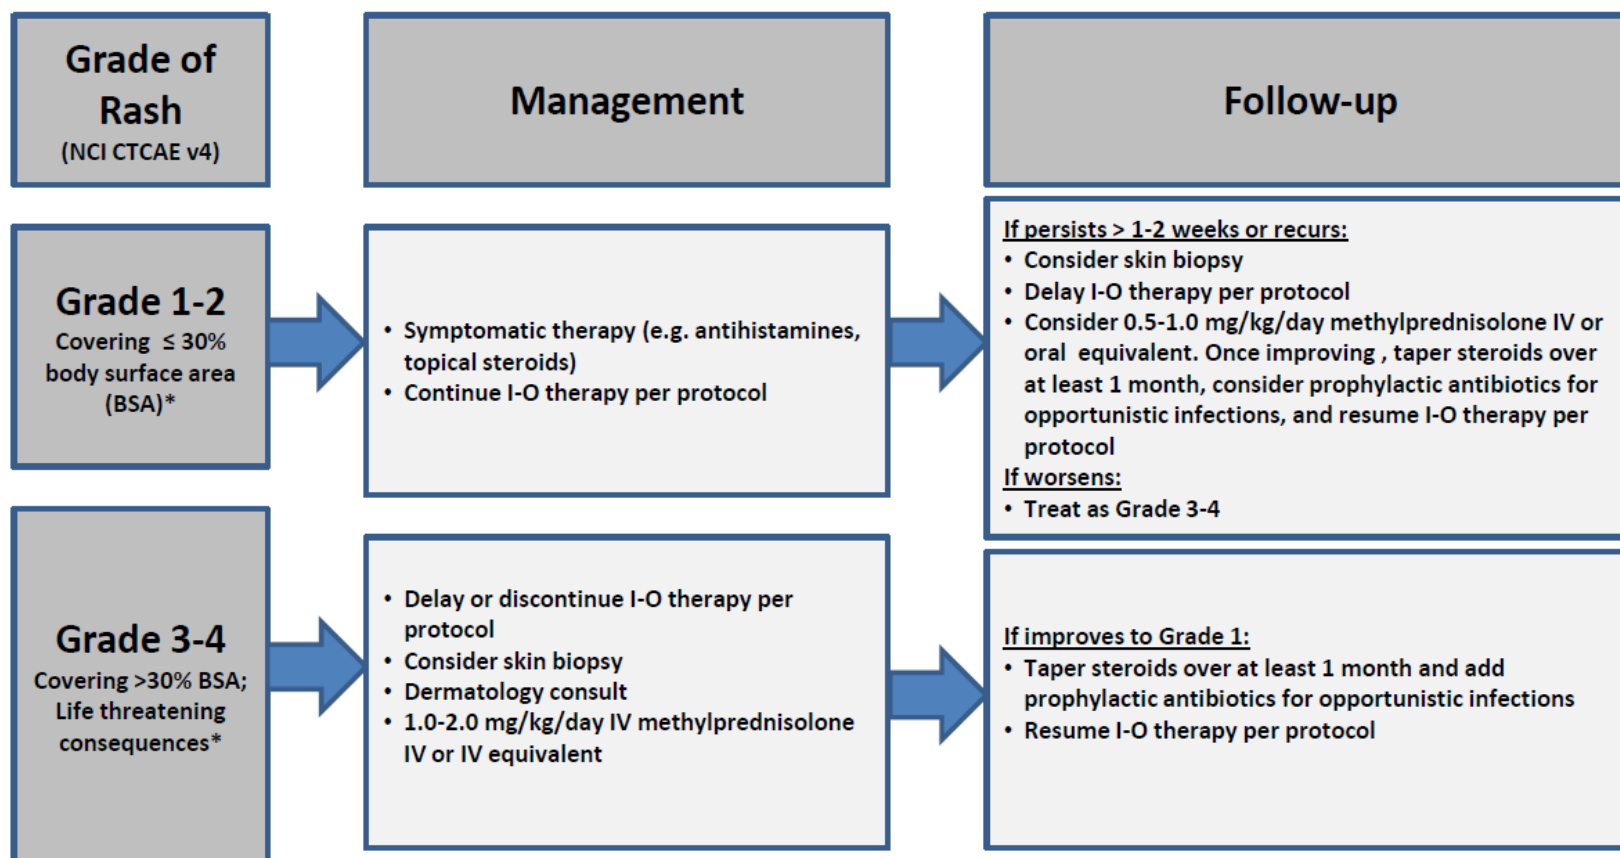 Grade of
Rash
(NCI CTCAE v4)
Management
Follow-up
Grade 1-2
Covering ≤ 30%
body surface area
(BSA)*
• Symptomatic therapy (e.g. antihistamines,
topical steroids)
• Continue I-O therapy per protocol
If persists > 1-2 weeks or recurs:
• Consider skin biopsy
• Delay I-O therapy per protocol
• Consider 0.5-1.0 mg/kg/day methylprednisolone IV or
oral equivalent. Once improving , taper steroids over
at least 1 month, consider prophylactic antibiotics for
opportunistic infections, and resume I-O therapy per
protocol
If worsens:
• Treat as Grade 3-4
Grade 3-4
Covering >30% BSA;
Life threatening
consequences*
• Delay or discontinue I-O therapy per
protocol
• Consider skin biopsy
• Dermatology consult
• 1.0-2.0 mg/kg/day IV methylprednisolone
IV or IV equivalent
If improves to Grade 1:
• Taper steroids over at least 1 month and add
prophylactic antibiotics for opportunistic infections
• Resume I-O therapy per protocol